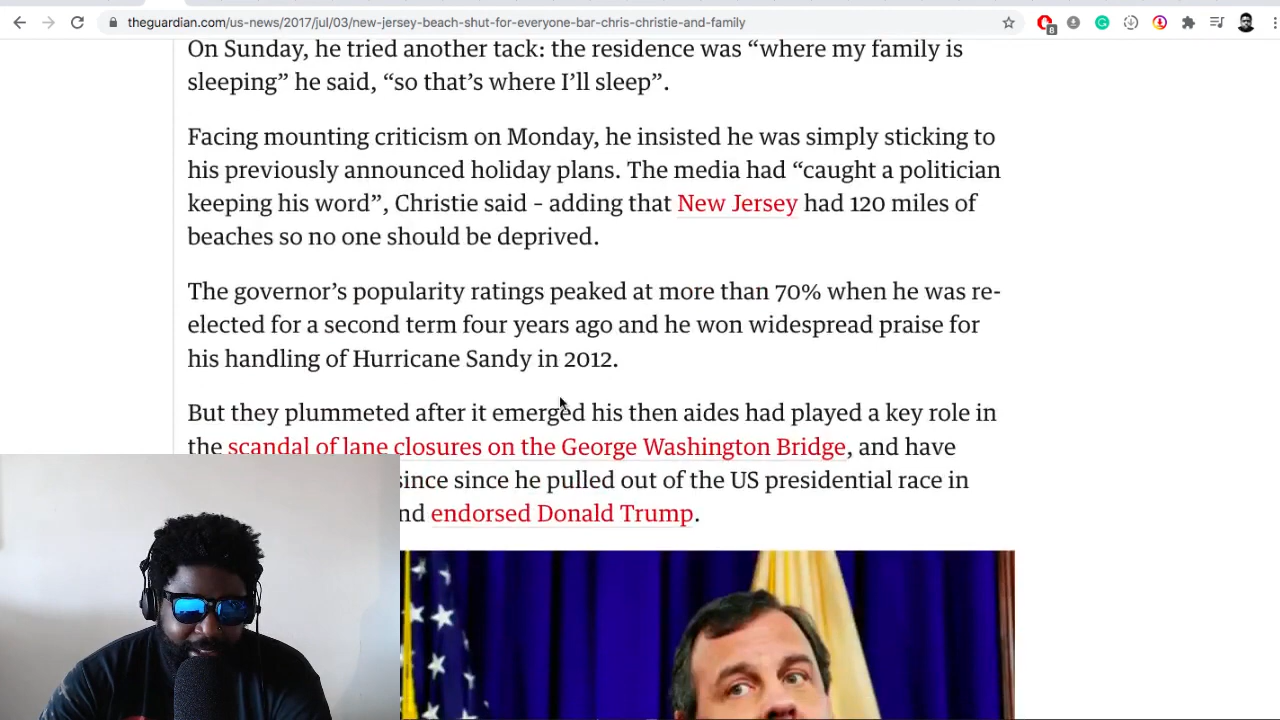 theguardian.com/us-news/2017/jul/03/new-jersey-beach-shut-for-everyone-bar-chris-christie-and-family
8
On Sunday, he tried another tack: the residence was “where my family is
sleeping” he said, “so that’s where I’ll sleep”.
Facing mounting criticism on Monday, he insisted he was simply sticking to
his previously announced holiday plans. The media had “caught a politician
keeping his word”, Christie said – adding that New Jersey had 120 miles of
beaches so no one should be deprived.
The governor’s popularity ratings peaked at more than 70% when he was re-
elected for a second term four years ago and he won widespread praise for
his handling of Hurricane Sandy in 2012.
But they plummeted after it emerged his then aides had played a key role in
the scandal of lane closures on the George Washington Bridge, and have
since since he pulled out of the US presidential race in
endorsed Donald Trump.